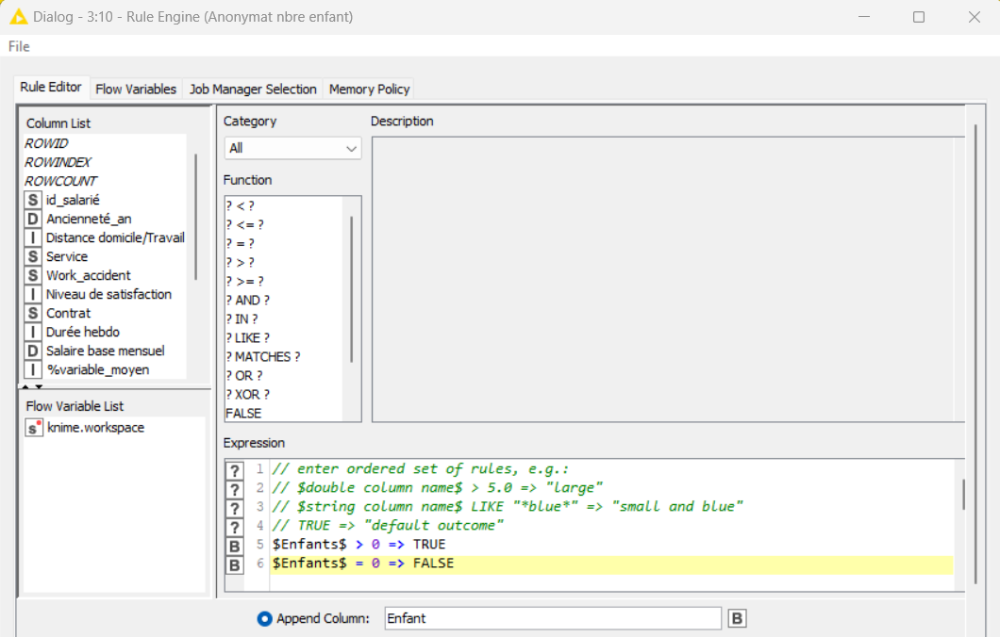 Dialog - 3:10 - Rule Engine (Anonymat nbre enfant)
File
Rule Editor Flow Variables Job Manager Selection Memory Policy
Column List
ROWID
ROWINDEX
ROWCOUNT
S id_salarié
D Ancienneté_an
I Distance domicile/Travail
S Service
S Work_accident
I Niveau de satisfaction
S Contrat
I Durée hebdo
D Salaire base mensuel
I %variable_moyen
Flow Variable List
s knime.workspace
Category
All
Description
Function
? < ?
? <= ?
? = ?
? > ?
? >= ?
? AND ?
? IN ?
? LIKE ?
? MATCHES ?
? OR ?
? XOR ?
FALSE
Expression
? 1 // enter ordered set of rules, e.g.:
? 2 // $double column name$ > 5.0 => "large"
? 3 // $string column name$ LIKE "*blue*" => "small and blue"
? 4 // TRUE => "default outcome"
B 5 $Enfants$ > 0 => TRUE
B 6 $Enfants$ = 0 => FALSE
Append Column: Enfant B